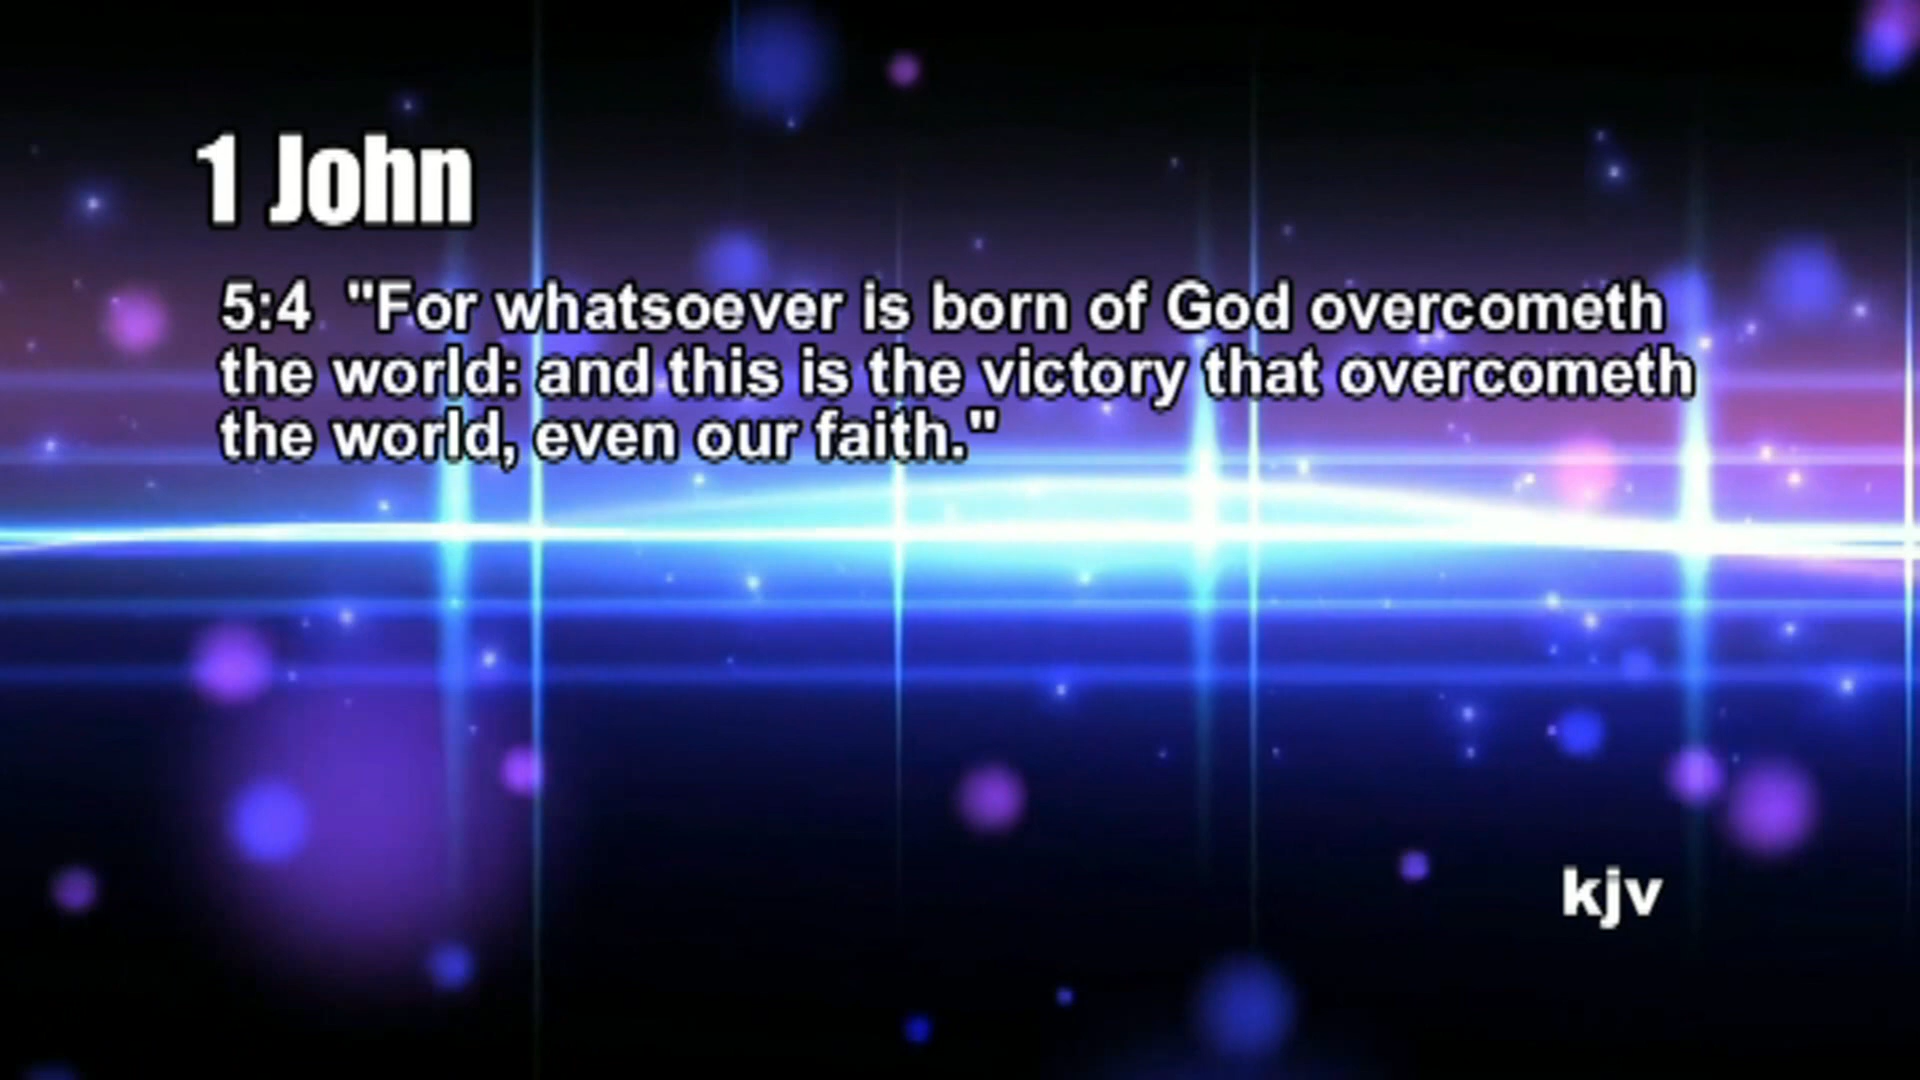 1 John
5:4 "For whatsoever is born of God overcometh
the world: and this is the victory that overcometh
the world, even our faith."
kjv